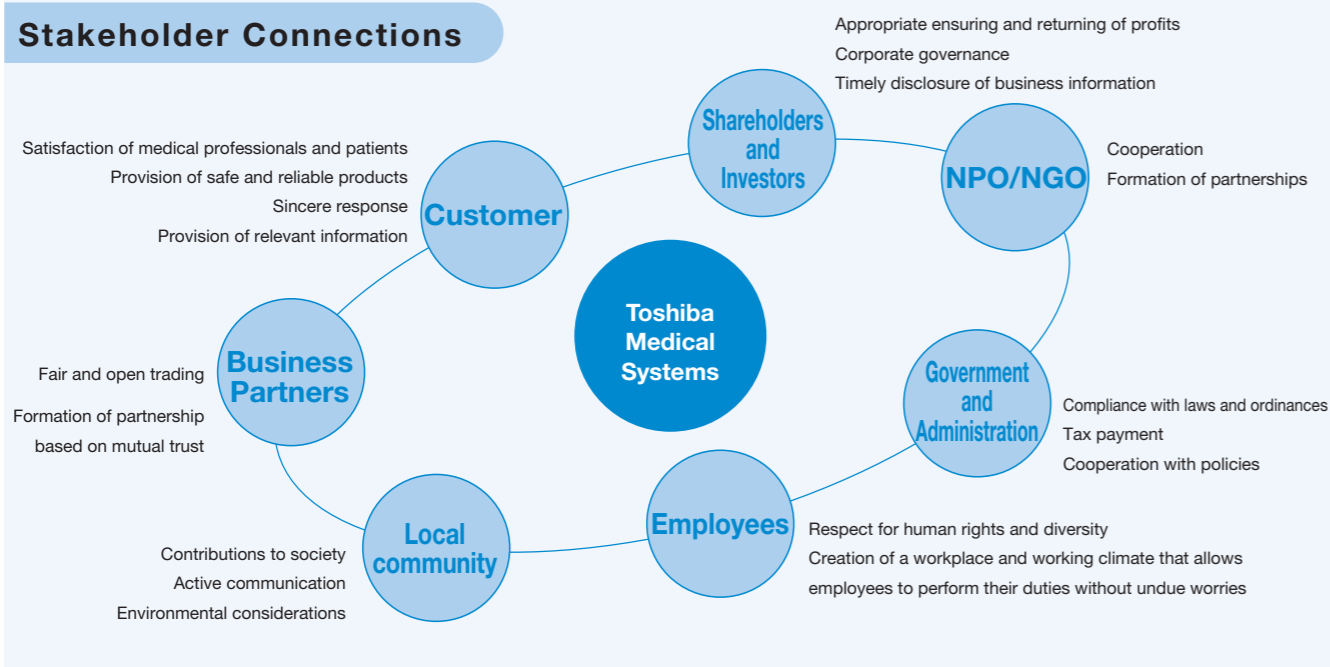 Stakeholder Connections
Appropriate ensuring and returning of profits
Corporate governance
Timely disclosure of business information
Shareholders
and
Investors
NPO/NGO
Cooperation
Formation of partnerships
Satisfaction of medical professionals and patients
Provision of safe and reliable products
Sincere response
Provision of relevant information
Customer
Toshiba
Medical
Systems
Business
Partners
Fair and open trading
Formation of partnership
based on mutual trust
Government
and
Administration
Compliance with laws and ordinances
Tax payment
Cooperation with policies
Employees
Respect for human rights and diversity
Creation of a workplace and working climate that allows
employees to perform their duties without undue worries
Local
community
Contributions to society
Active communication
Environmental considerations